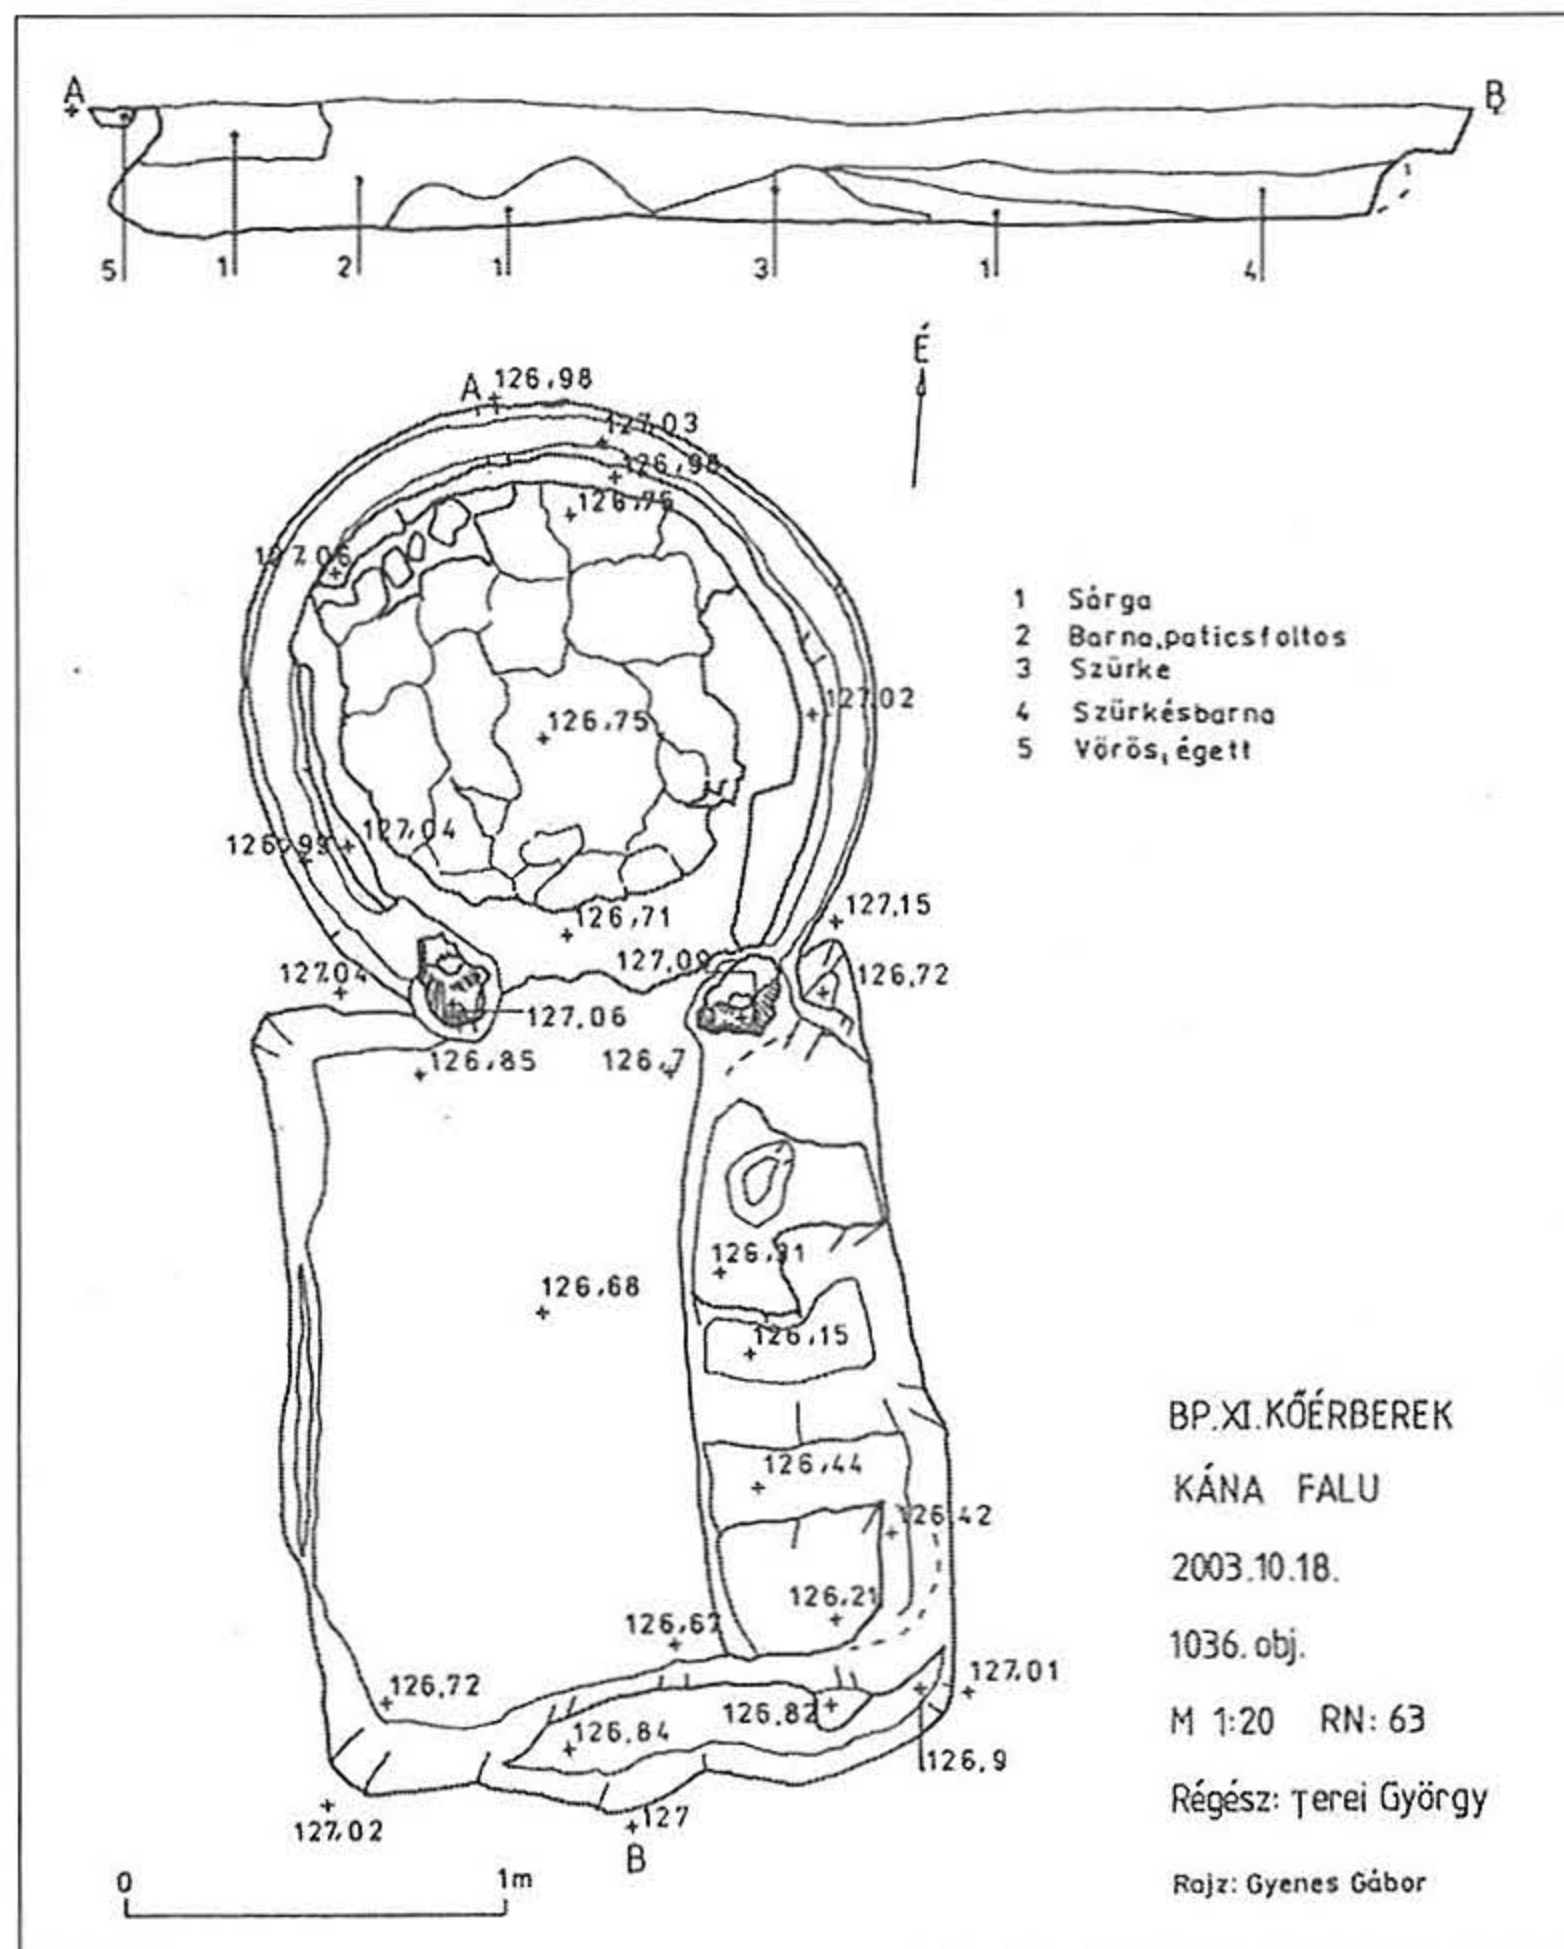 A
B
5
1
2
1
3
1
4
É
A 126,98
127,03
126,98
126,76
127,06
1 Sárga
2 Barna,paticsfoltos
3 Szürke
4 Szürkésbarna
5 Vörös, égett
127,02
126,75
127,04
126,99
126,71
127,15
127,09
126,72
127,04
127,06
126,85
126,7
126,31
126,68
126,15
126,44
126,42
126,21
126,67
126,72
127,01
126,82
126,84
126,9
127,02
127
B
0
1m
BP.XI.KŐÉRBEREK
KÁNA FALU
2003.10.18.
1036. obj.
M 1:20 RN: 63
Régész: Terei György
Rajz: Gyenes Gábor